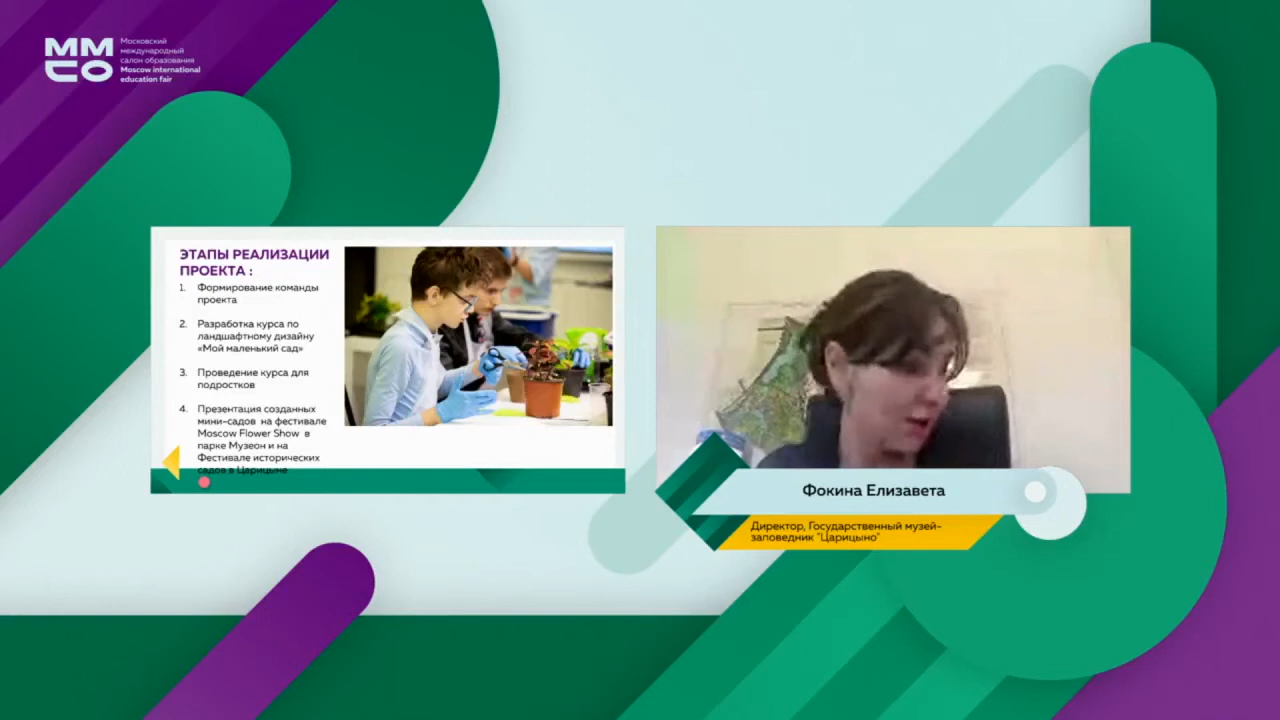 ММСО
Московский
международный
салон образования
Moscow international
education fair
ЭТАПЫ РЕАЛИЗАЦИИ
ПРОЕКТА :
1. Формирование команды
проекта
2. Разработка курса по
ландшафтному дизайну
«Мой маленький сад»
3. Проведение курса для
подростков
4. Презентация созданных
мини-садов на фестивале
Moscow Flower Show в
парке Музеон и на
Фестивале исторических
садов в Царицыне
Фокина Елизавета
Директор, Государственный музей-
заповедник "Царицыно"